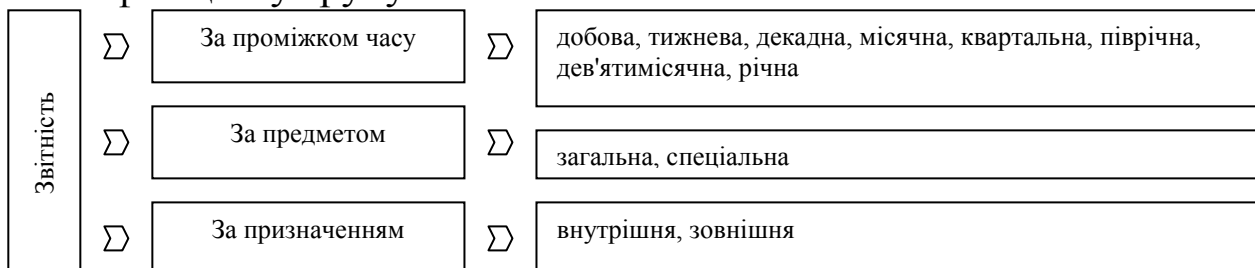 Звітність
За проміжком часу
добова, тижнева, декадна, місячна, квартальна, піврічна,
дев'ятимісячна, річна
За предметом
загальна, спеціальна
За призначенням
внутрішня, зовнішня